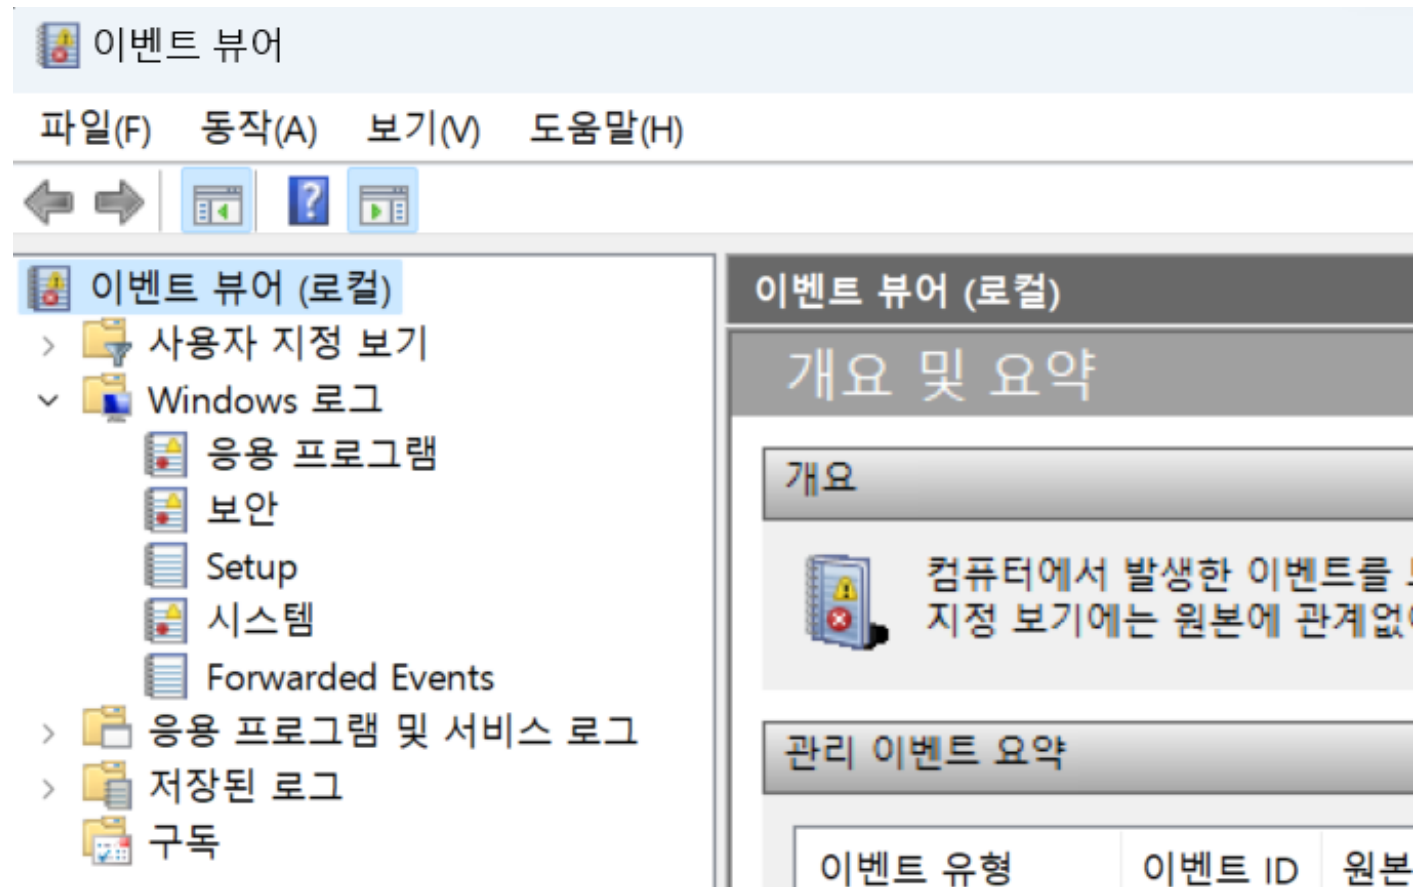 이벤트 뷰어
파일(F) 동작(A) 보기(V) 도움말(H)
이벤트 뷰어 (로컬)
사용자 지정 보기
Windows 로그
응용 프로그램
보안
Setup
시스템
Forwarded Events
응용 프로그램 및 서비스 로그
저장된 로그
구독
이벤트 뷰어 (로컬)
개요 및 요약
개요
컴퓨터에서 발생한 이벤트를
지정 보기에는 원본에
관리 이벤트 요약
이벤트 유형 이벤트 ID 원본